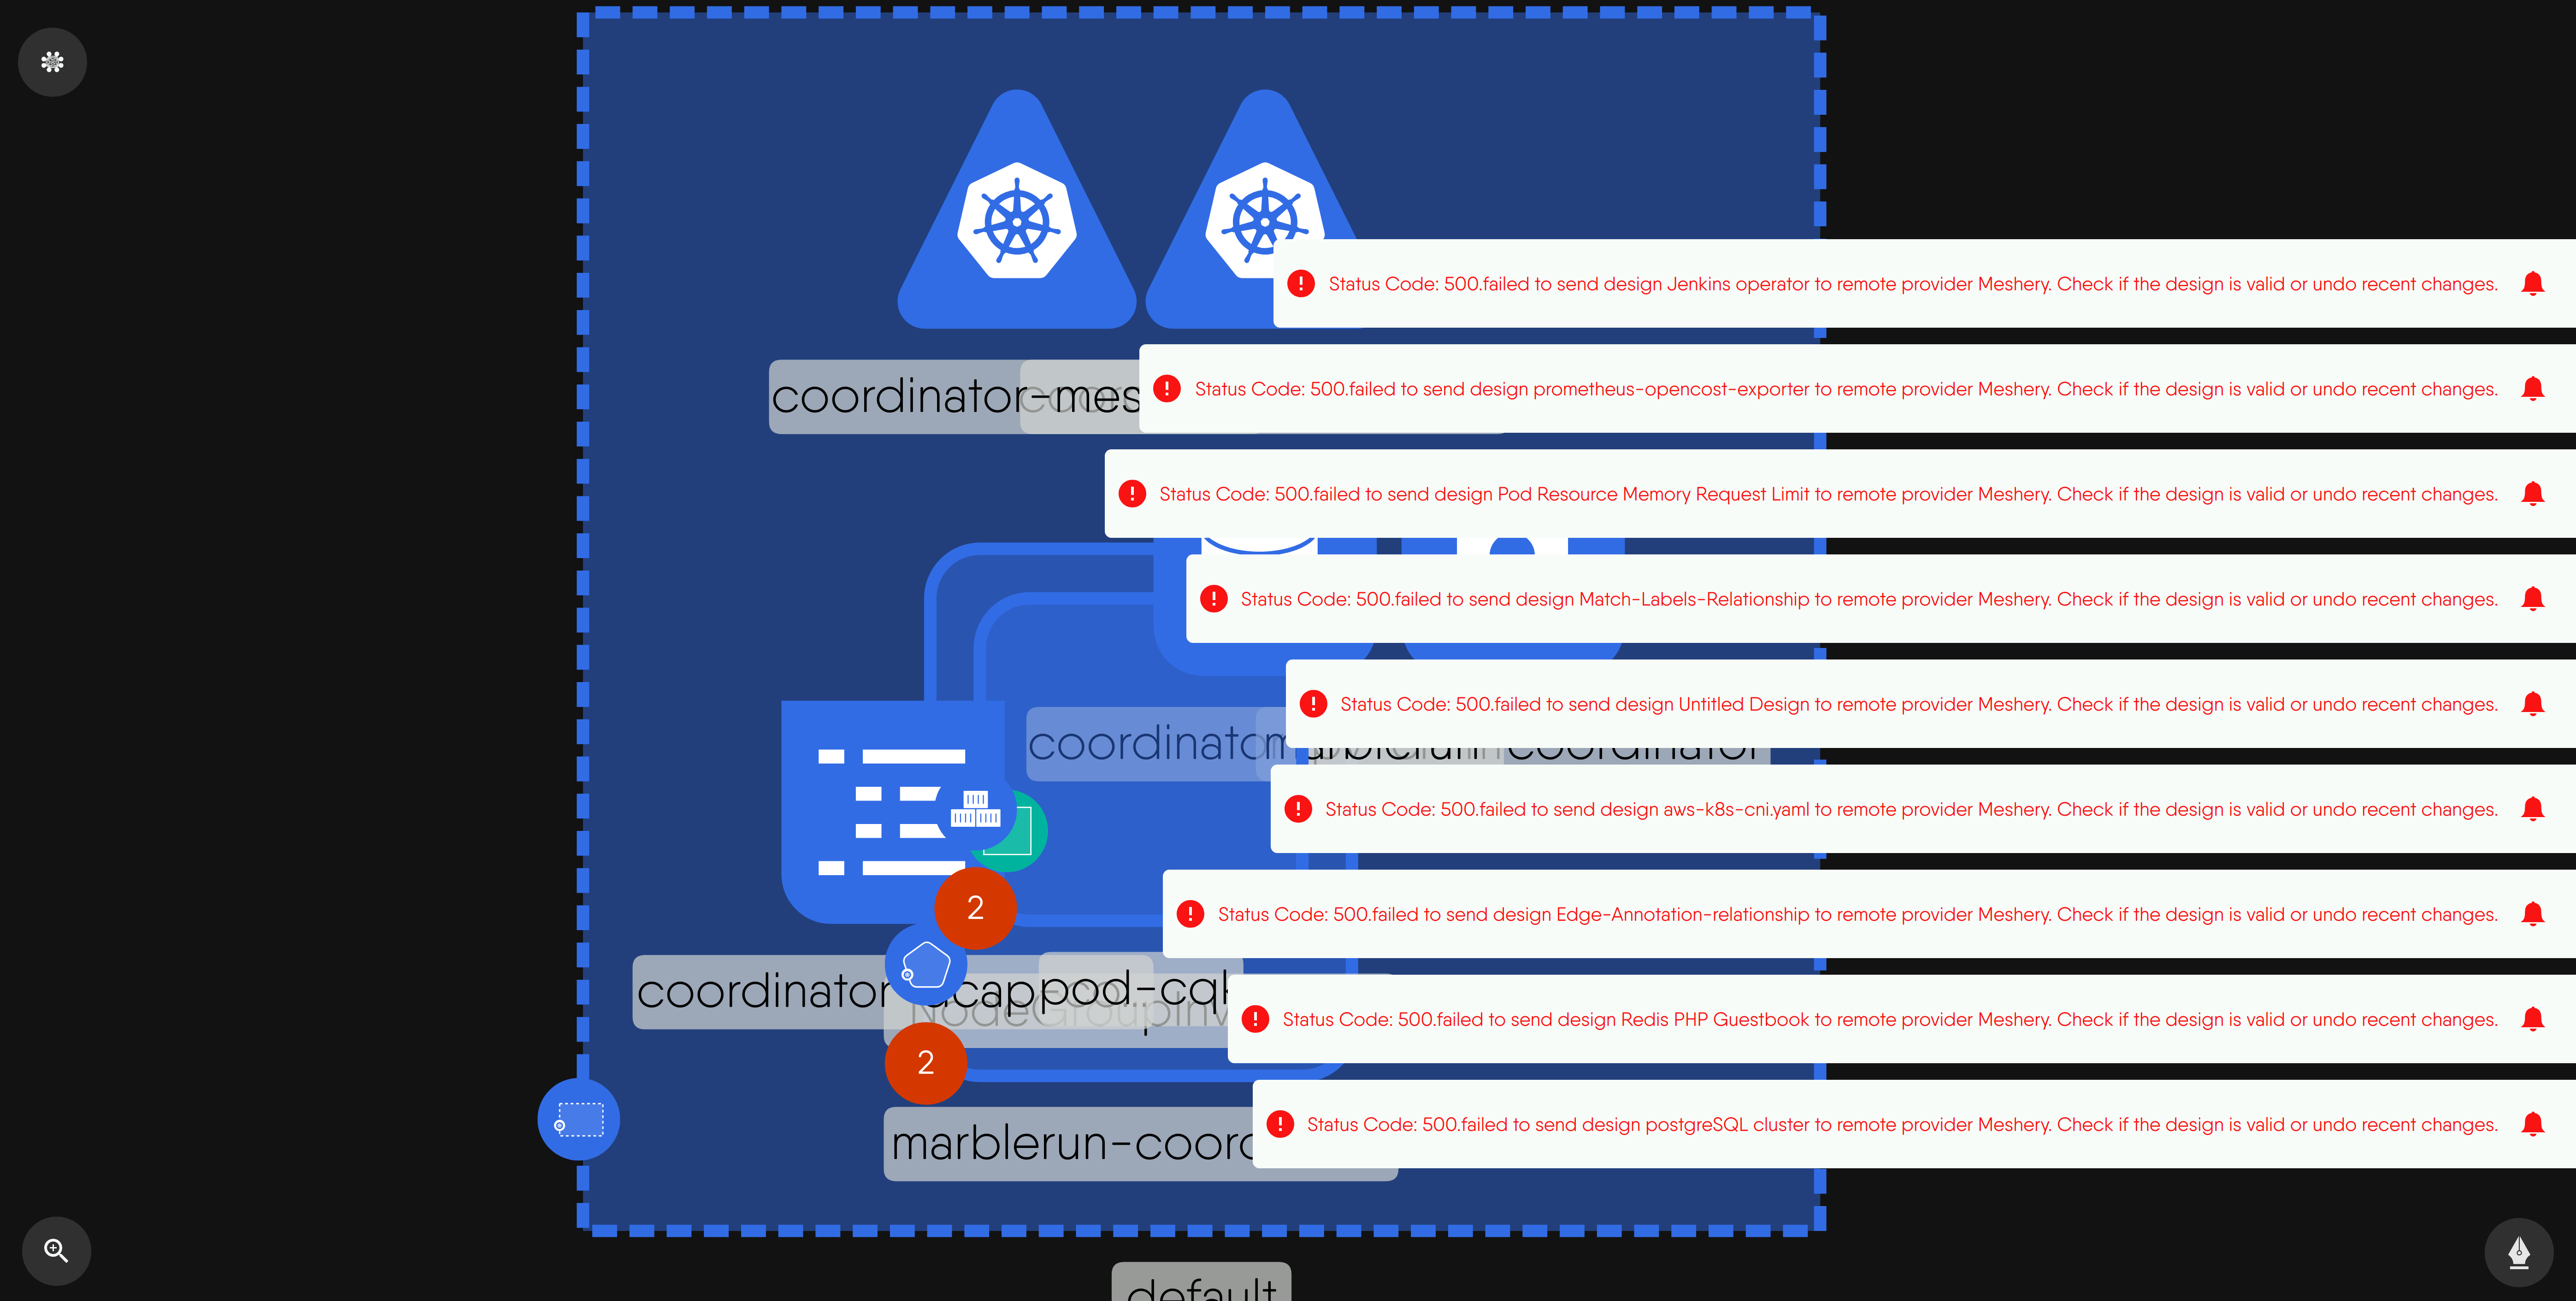 Status Code: 500.failed to send design Jenkins operator to remote provider Meshery. Check if the design is valid or undo recent changes.
coordinator-mes
Status Code: 500.failed to send design prometheus-opencost-exporter to remote provider Meshery. Check if the design is valid or undo recent changes.
Status Code: 500.failed to send design Pod Resource Memory Request Limit to remote provider Meshery. Check if the design is valid or undo recent changes.
Status Code: 500.failed to send design Match-Labels-Relationship to remote provider Meshery. Check if the design is valid or undo recent changes.
Status Code: 500.failed to send design Untitled Design to remote provider Meshery. Check if the design is valid or undo recent changes.
coordinator
coordinator
Status Code: 500.failed to send design aws-k8s-cni.yaml to remote provider Meshery. Check if the design is valid or undo recent changes.
2
Status Code: 500.failed to send design Edge-Annotation-relationship to remote provider Meshery. Check if the design is valid or undo recent changes.
coordinator
pod-cqk
NodeGroupInv
Status Code: 500.failed to send design Redis PHP Guestbook to remote provider Meshery. Check if the design is valid or undo recent changes.
2
Status Code: 500.failed to send design postgreSQL cluster to remote provider Meshery. Check if the design is valid or undo recent changes.
marblerun-coord
default